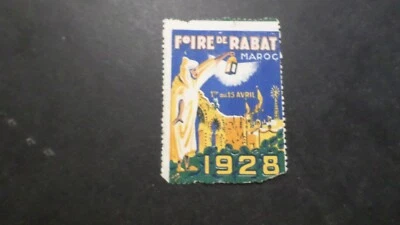 FOIRE DE RABAT
MAROC
1ER AU 15 AVRIL
1928